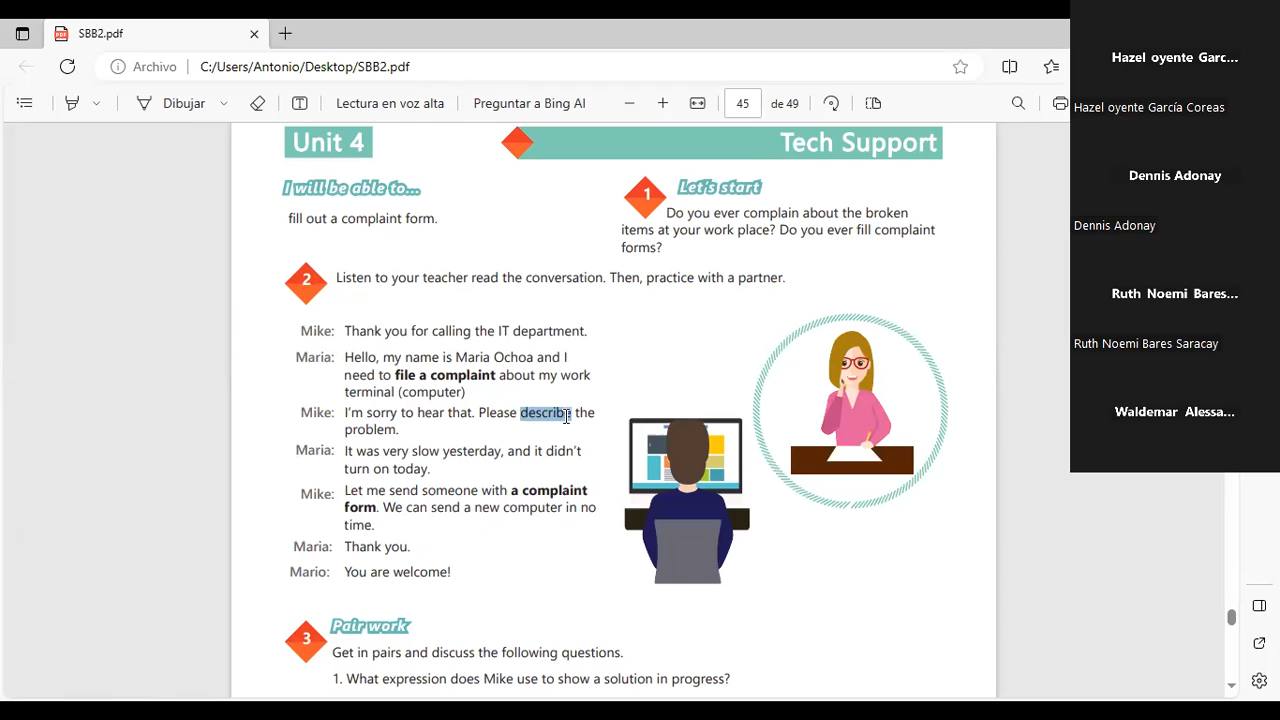 SBB2.pdf
Archivo
C:/Users/Antonio/Desktop/SBB2.pdf
Dibujar
Lectura en voz alta
Preguntar a Bing AI
45
de 49
Unit 4
Tech Support
I will be able to...
fill out a complaint form.
1
Let's start
Do you ever complain about the broken
items at your work place? Do you ever fill complaint
forms?
2
Listen to your teacher read the conversation. Then, practice with a partner.
Mike: Thank you for calling the IT department.
Maria: Hello, my name is Maria Ochoa and I
need to file a complaint about my work
terminal (computer)
Mike: I'm sorry to hear that. Please describe the
problem.
Maria: It was very slow yesterday, and it didn't
turn on today.
Mike: Let me send someone with a complaint
form. We can send a new computer in no
time.
Maria: Thank you.
Mario: You are welcome!
3
Pair work
Get in pairs and discuss the following questions.
1. What expression does Mike use to show a solution in progress?
Hazel oyente Garc...
Hazel oyente García Coreas
Dennis Adonay
Dennis Adonay
Ruth Noemi Bares...
Ruth Noemi Bares Saracay
Waldemar Alessa...